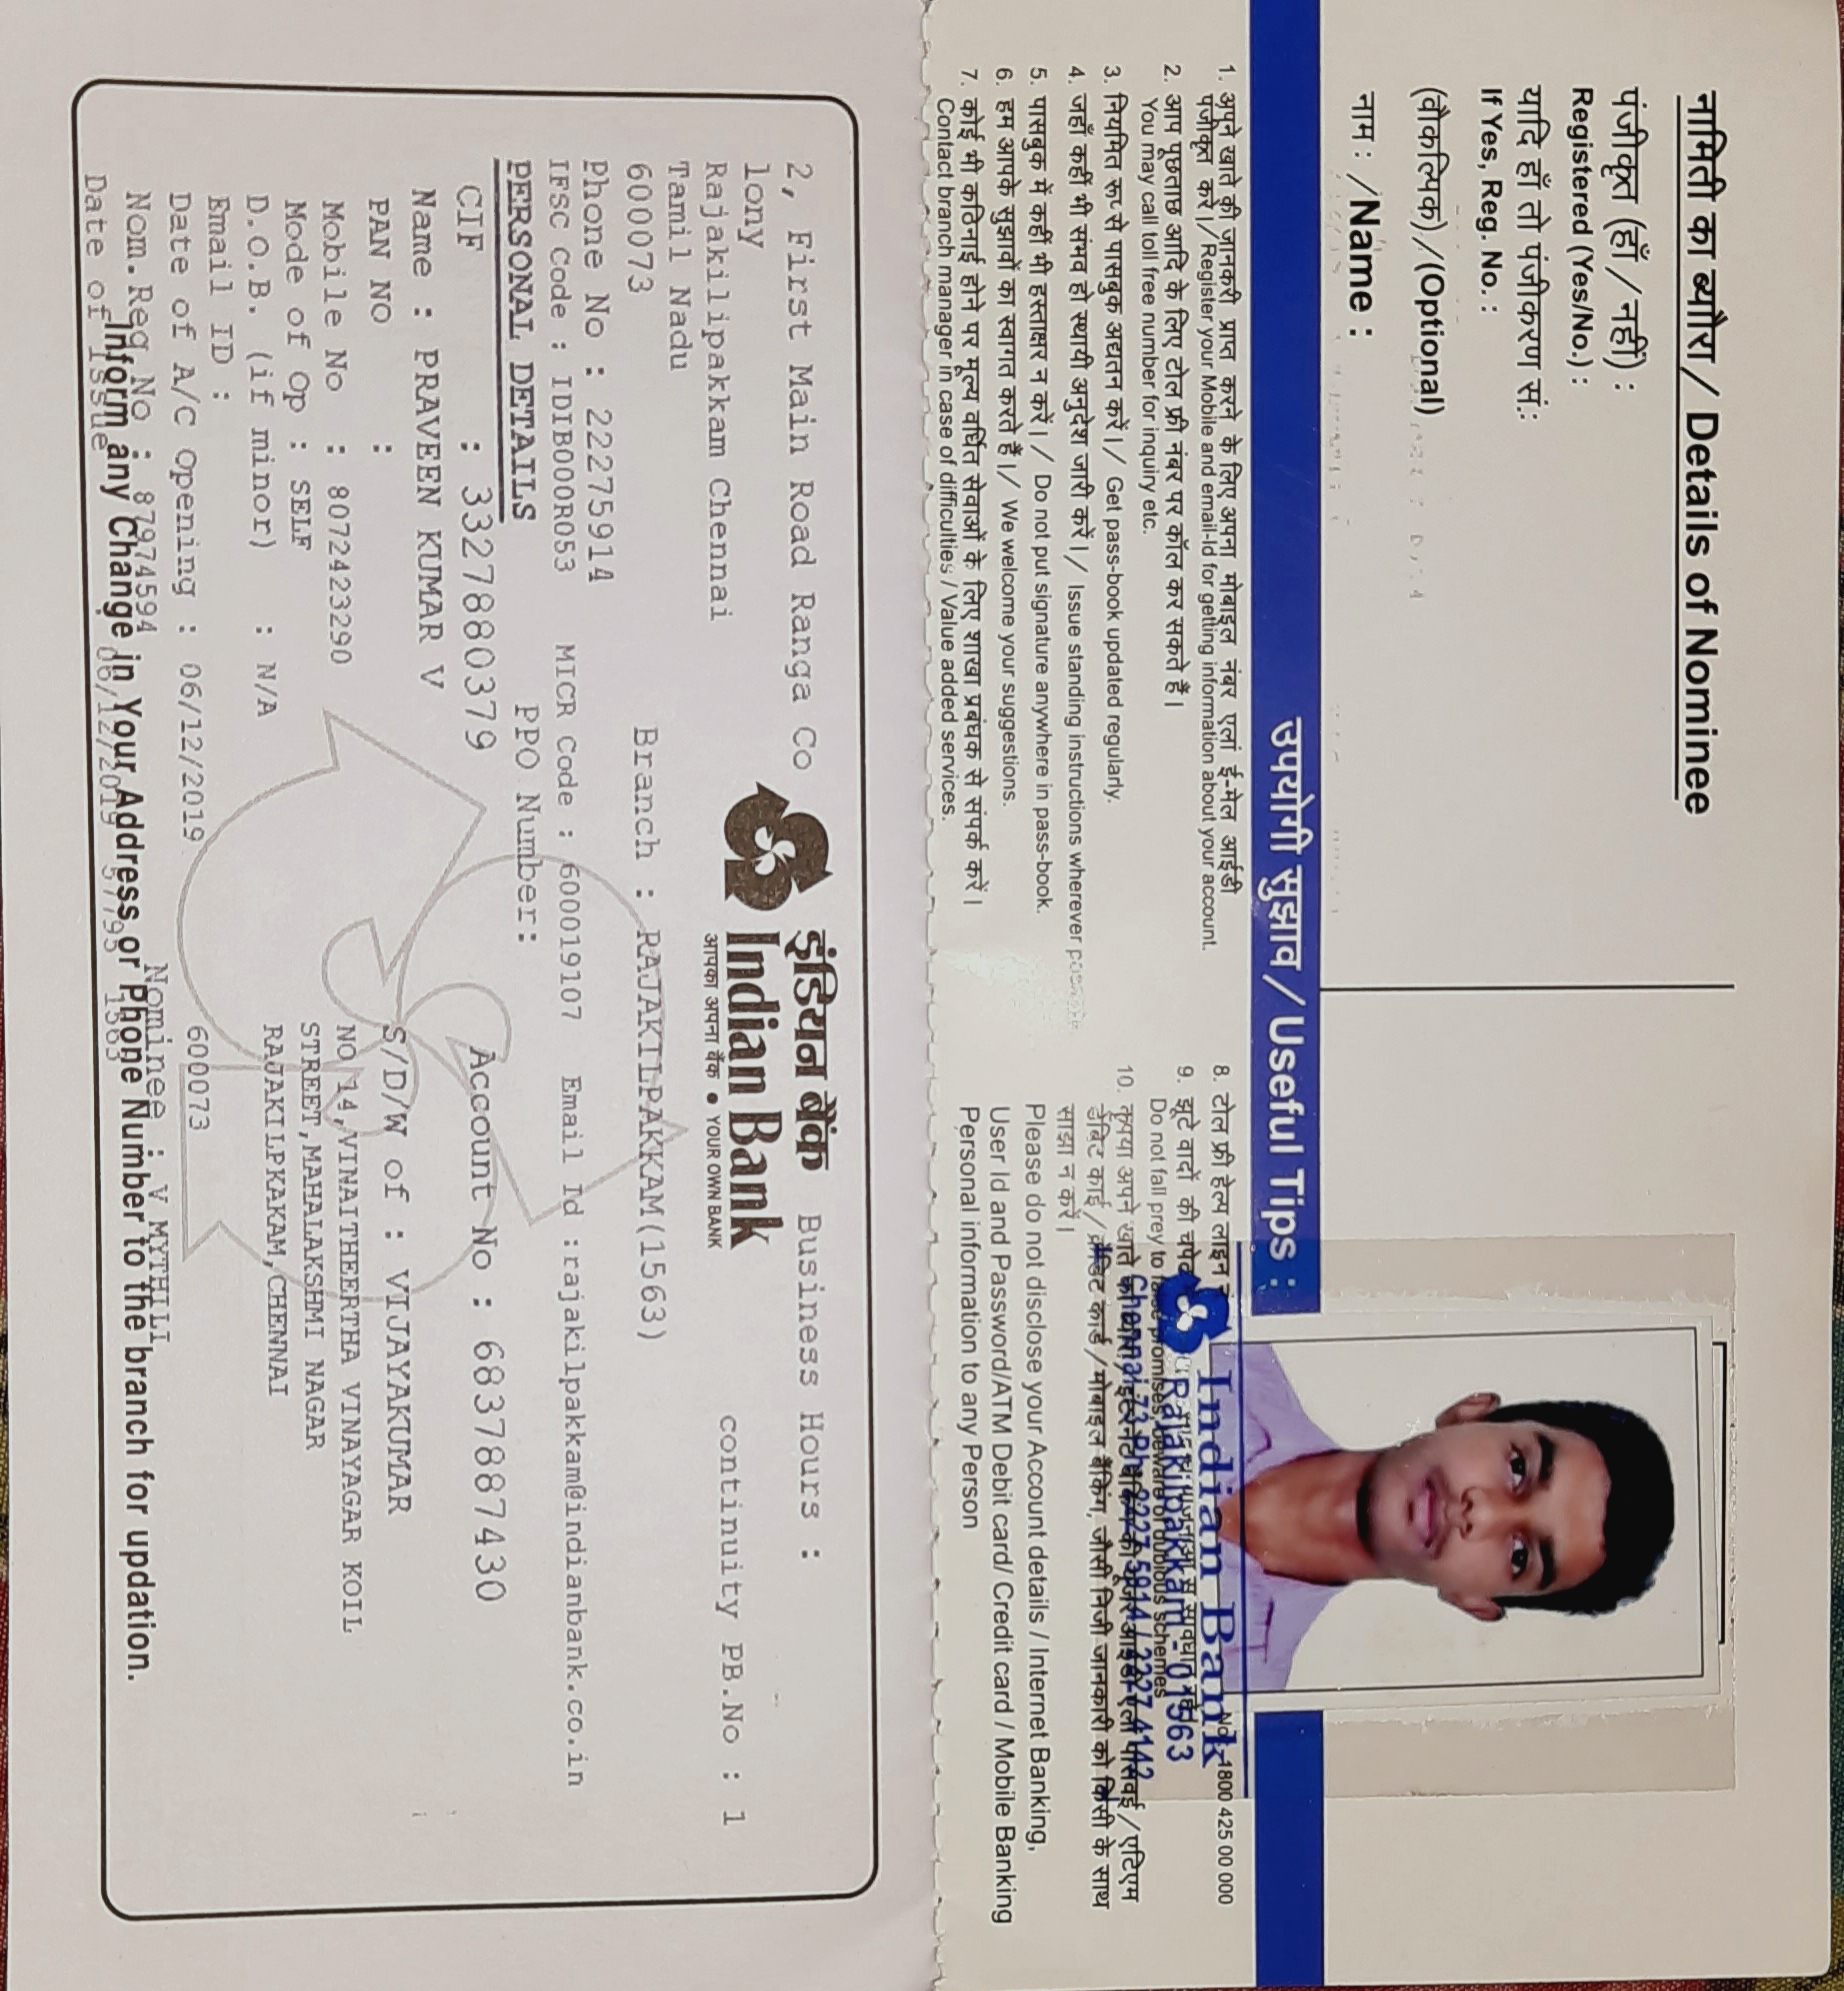 नामिती का ब्यौरा / Details of Nominee
पंजीकृत (हाँ / नहीं) :
Registered (Yes/No.) :
यादि हाँ तो पंजीकरण सं.:
If Yes, Reg. No. :
(वौकल्पिक) / (Optional)
नाम : /Name :
उपयोगी सुझाव / Useful Tips :
1. अपने खाते की जानकरी प्राप्त करने के लिए अपना मोबाइल नंबर एलां ई-मेल आईडी
पंजीकृत करें।/Register your Mobile and email-Id for getting information about your account.
2. आप पूछताछ आदि के लिए टोल फ्री नंबर पर कॉल कर सकते हैं।
You may call toll free number for inquiry etc.
3. नियमित रूप से पासबुक अद्यतन करें।/ Get pass-book updated regularly.
4. जहाँ कहीं भी संभव हो स्थायी अनुदेश जारी करें।/ Issue standing instructions wherever
5. पासबुक में कहीं भी हस्ताक्षर न करें।/ Do not put signature anywhere in pass-book.
6. हम आपके सुझावों का स्वागत करते हैं।/ We welcome your suggestions.
7. कोई भी कठिनाई होने पर मूल्य वर्धित सेवाओं के लिए शाखा प्रबंधक से संपर्क करें।
Contact branch manager in case of difficulties / Value added services.
8. टोल फ्री हेल्प लाइन No. 1800 425 00 000
9. झूटे वादों की
Do not fall prey to false promises, beware of dubious schemes
10. कृपया अपने खाते एटिएम
डेबिट कार्ड / क्रेडिट कार्ड / मोबाइल बैंकिंग, जौसी निजी जानकारी को किसी के साथ
साझा न करें।
Please do not disclose your Account details / Internet Banking,
User Id and Password/ATM Debit card/ Credit card / Mobile Banking
Personal information to any Person
Indian Bank
Rajakilpakkam - 01563
Chennai-73 Ph: 2227 5914 / 2227 4142
2, First Main Road Ranga Co
lony
Rajakilipakkam Chennai
Tamil Nadu
600073
इंडियन बैंक
Indian Bank
आपका अपना बैंक • YOUR OWN BANK
Business Hours :
continuity PB.No : 1
Branch : RAJAKILPAKKAM(1563)
Phone No : 22275914
IFSC Code : IDIB000R053 MICR Code : 600019107 Email Id :rajakilpakkam@indianbank.co.in
PERSONAL DETAILS PPO Number:
CIF : 3327880379 Account No : 6837887430
Name : PRAVEEN KUMAR V S/D/W of : VIJAYAKUMAR
PAN NO :
Mobile No : 8072423290
NO 14,VINAITHEERTHA VINAYAGAR KOIL
Mode of Op : SELF
STREET,MAHALAKSHMI NAGAR
D.O.B. (if minor) : N/A
RAJAKILPKAKAM,CHENNAI
Email ID :
Date of A/C Opening : 06/12/2019
600073
Nom.Reg No : 87974594 Nominee : V MYTHILI
Inform any Change in Your Address or Phone Number to the branch for updation.
Date of Issue 06/12/2019 57795 1563